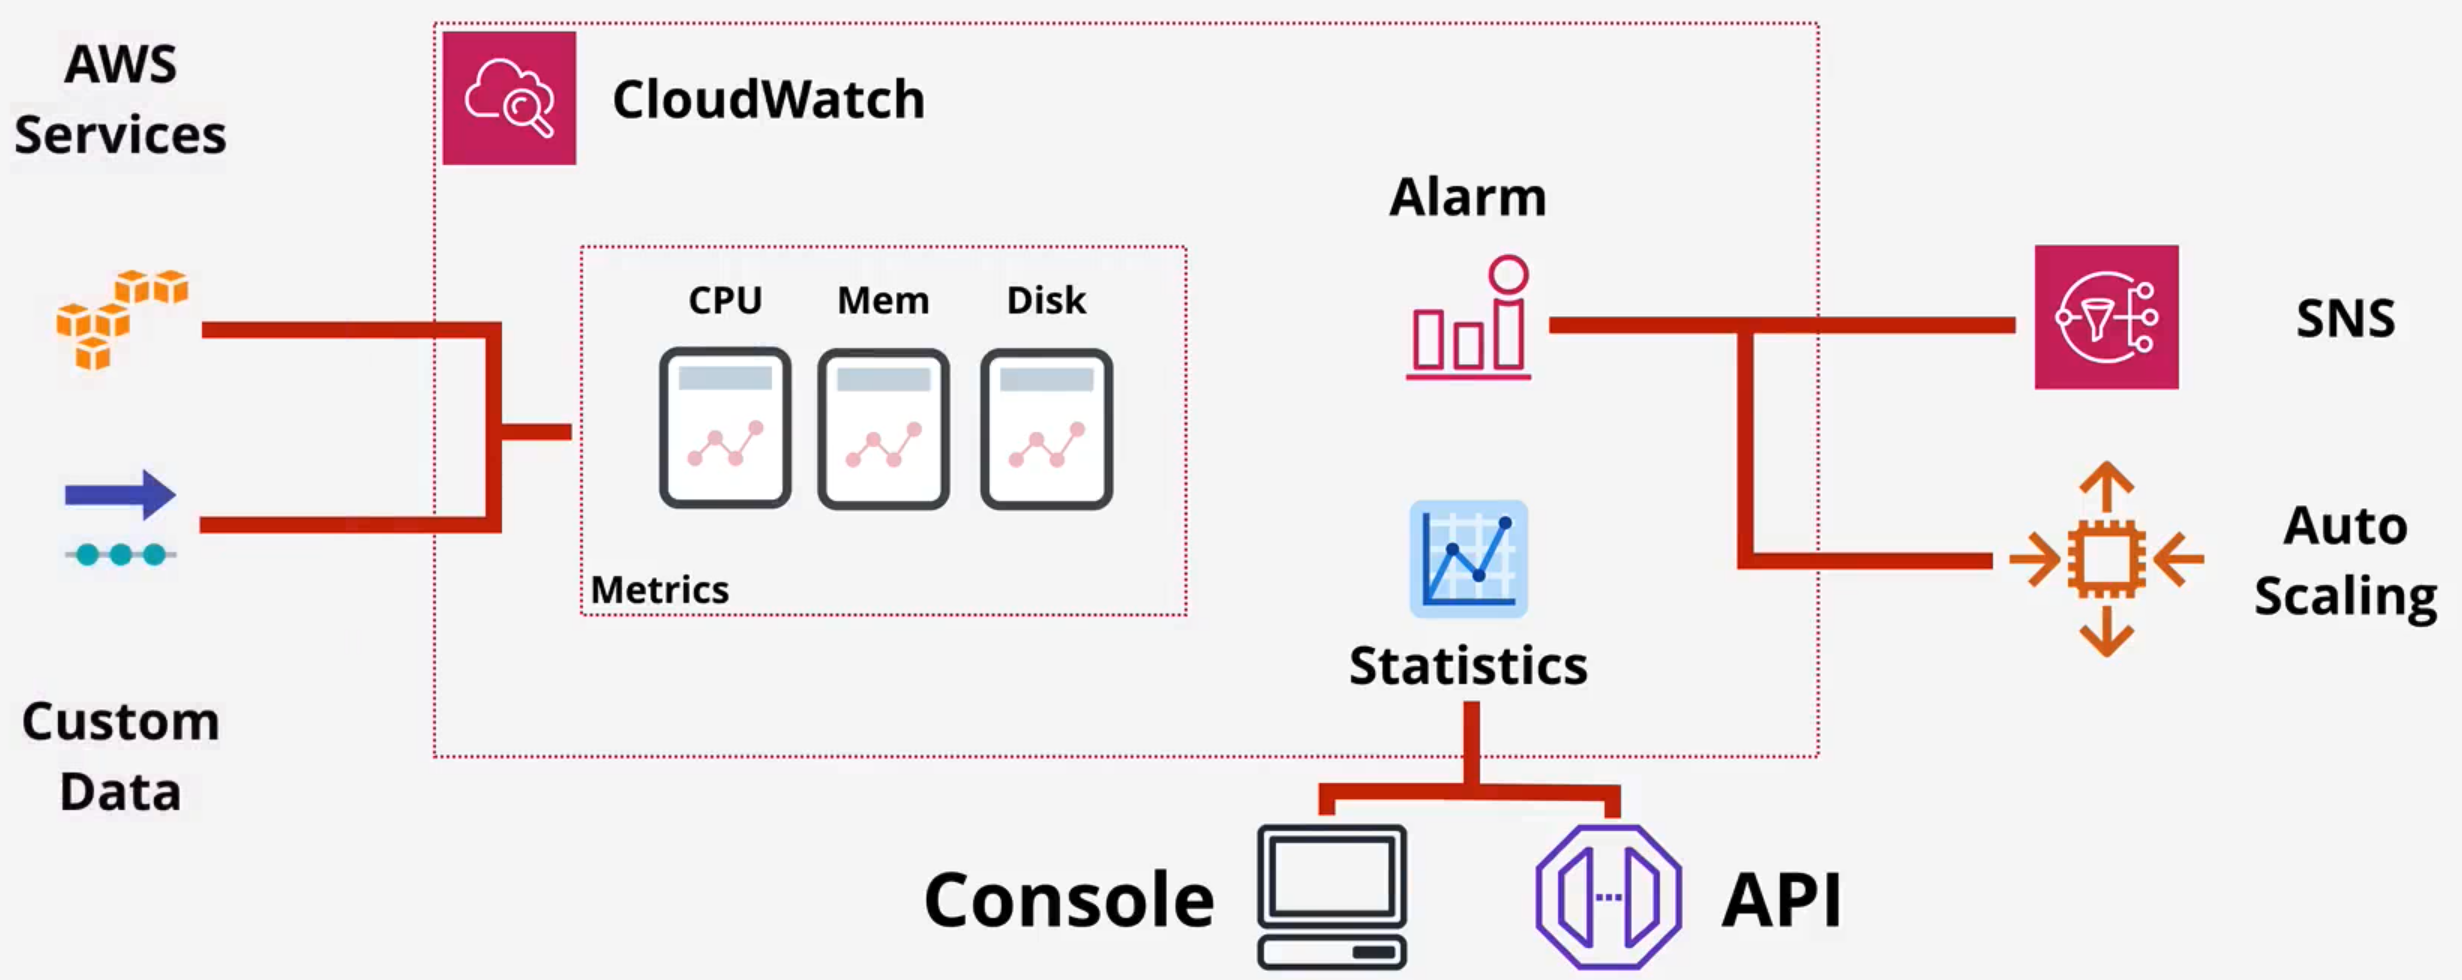 AWS
Services
CloudWatch
Alarm
CPU
Mem
Disk
Metrics
SNS
Auto
Scaling
Statistics
Custom
Data
Console
API